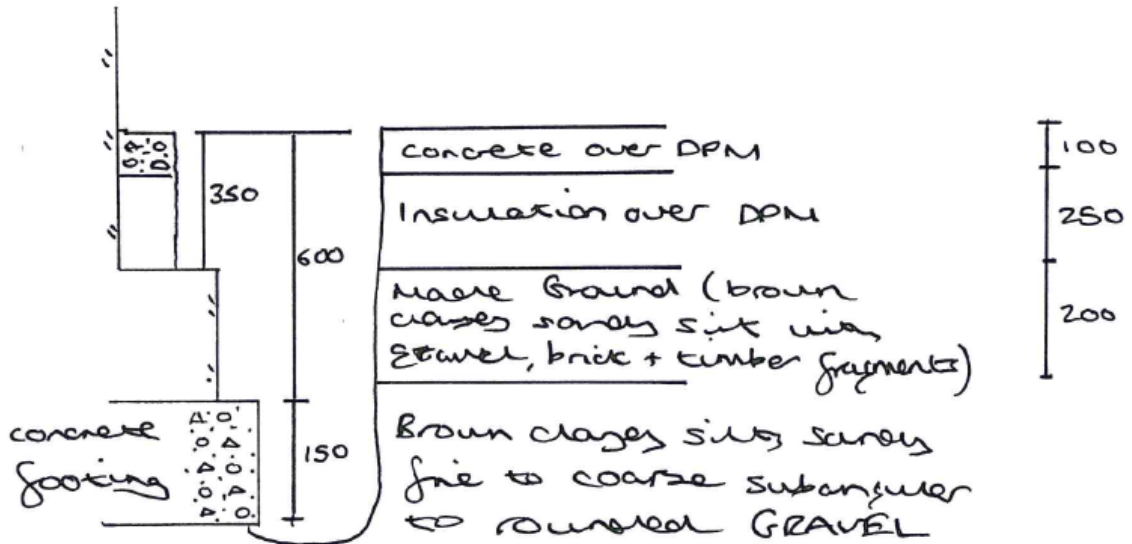 concrete over DPM
Insulation over DPM
Made Ground (brown
clayey sandy silt with
gravel, brick + timber fragments)
Brown clayey silty sandy
fine to coarse subangular
to rounded GRAVEL
concrete
footing
350
600
150
100
250
200